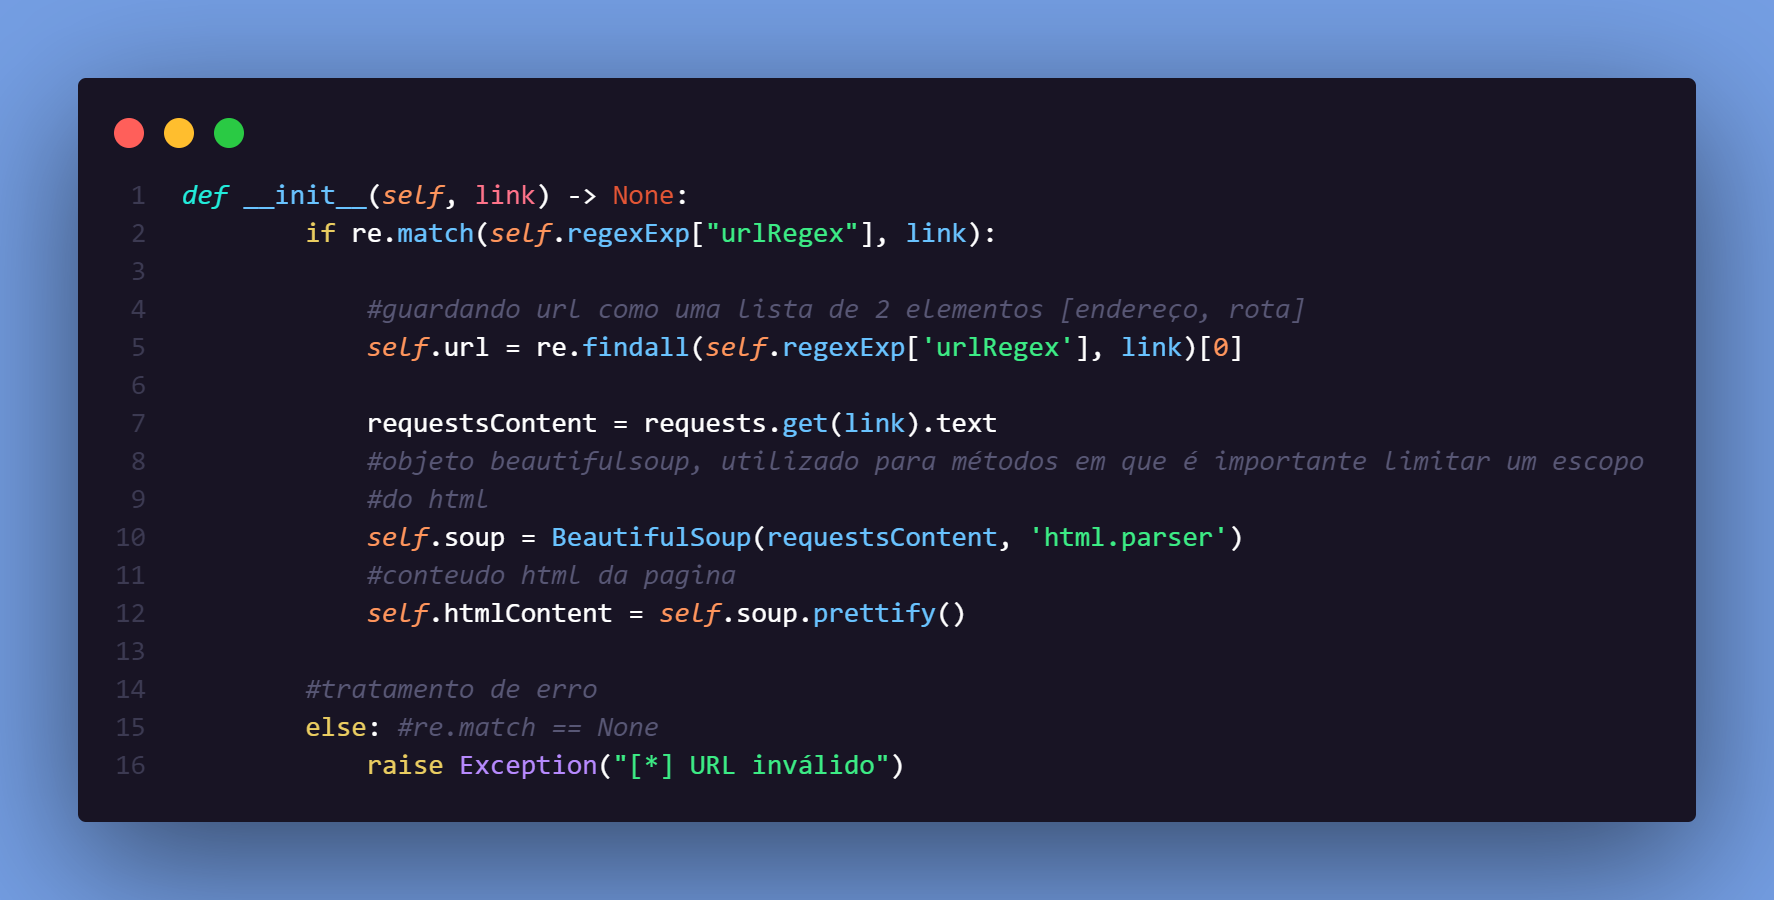 1 def __init__(self, link) -> None:
2 if re.match(self.regexExp["urlRegex"], link):
3
4 #guardando url como uma lista de 2 elementos [endereço, rota]
5 self.url = re.findall(self.regexExp['urlRegex'], link)[0]
6
7 requestsContent = requests.get(link).text
8 #objeto beautifulsoup, utilizado para métodos em que é importante limitar um escopo
9 #do html
10 self.soup = BeautifulSoup(requestsContent, 'html.parser')
11 #conteudo html da pagina
12 self.htmlContent = self.soup.prettify()
13
14 #tratamento de erro
15 else: #re.match == None
16 raise Exception("[*] URL inválido")